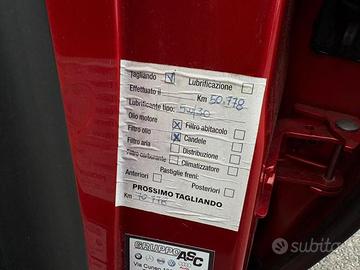 Tagliando
Lubrificazione
Effettuato il
Km 50.778
Lubrificante tipo: 5W30
Olio motore
Filtro abitacolo
Filtro olio
Candele
Filtro aria
Distribuzione
Filtro carburante
Climatizzatore
Pastiglie freni:
Anteriori
Posteriori
PROSSIMO TAGLIANDO
Km 70.778
GRUPPO ASC
subito